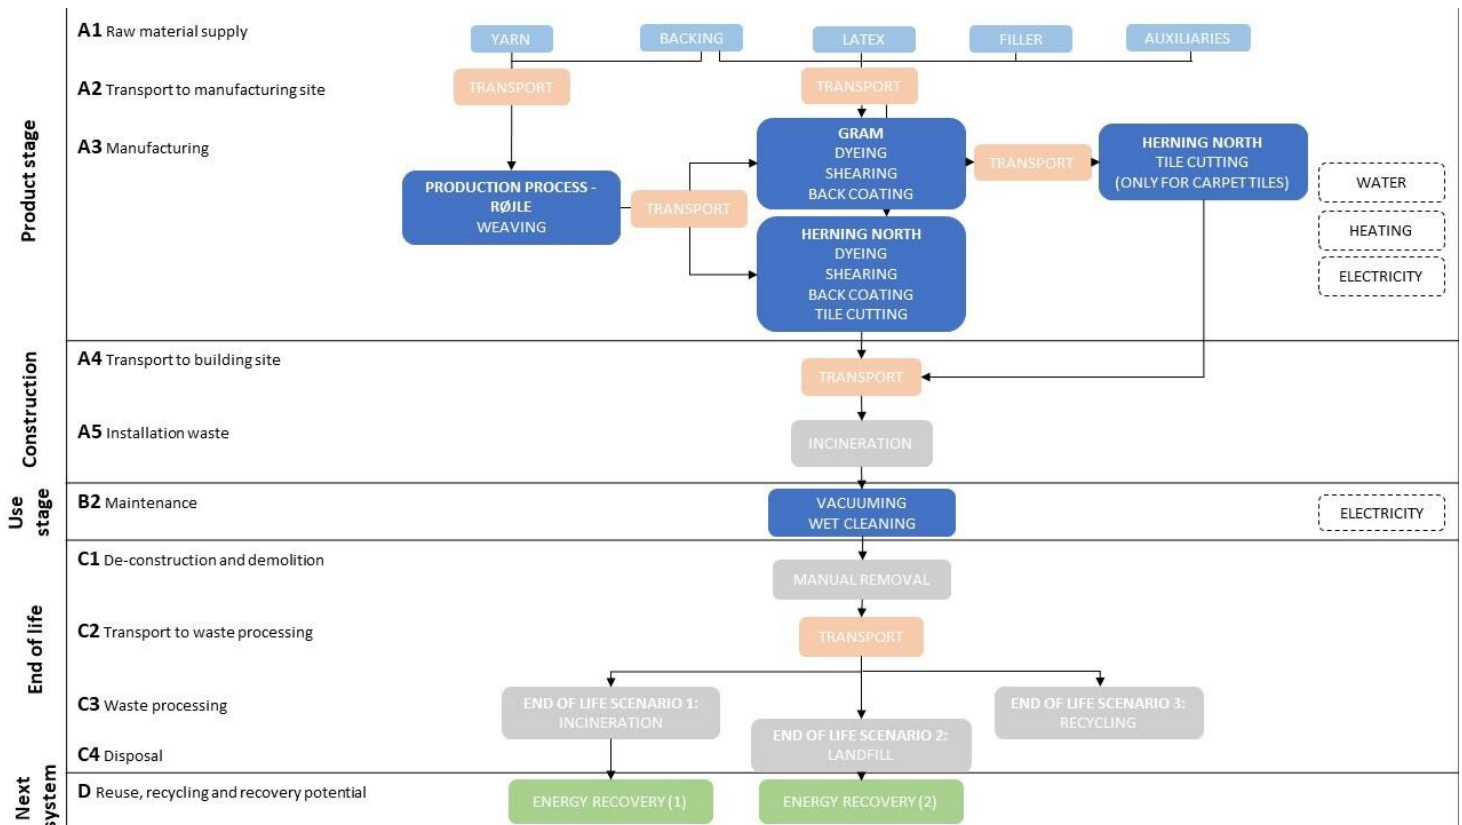 Product stage
A1 Raw material supply
YARN
BACKING
LATEX
FILLER
AUXILIARIES
A2 Transport to manufacturing site
TRANSPORT
TRANSPORT
A3 Manufacturing
PRODUCTION PROCESS -
RØJLE
WEAVING
TRANSPORT
GRAM
DYEING
SHEARING
BACK COATING
TRANSPORT
HERNING NORTH
TILE CUTTING
(ONLY FOR CARPET TILES)
HERNING NORTH
DYEING
SHEARING
BACK COATING
TILE CUTTING
WATER
HEATING
ELECTRICITY
Construction
A4 Transport to building site
TRANSPORT
A5 Installation waste
INCINERATION
Use
stage
B2 Maintenance
VACUUMING
WET CLEANING
ELECTRICITY
End of life
C1 De-construction and demolition
MANUAL REMOVAL
C2 Transport to waste processing
TRANSPORT
C3 Waste processing
END OF LIFE SCENARIO 1:
INCINERATION
END OF LIFE SCENARIO 3:
RECYCLING
C4 Disposal
END OF LIFE SCENARIO 2:
LANDFILL
Next
system
D Reuse, recycling and recovery potential
ENERGY RECOVERY (1)
ENERGY RECOVERY (2)